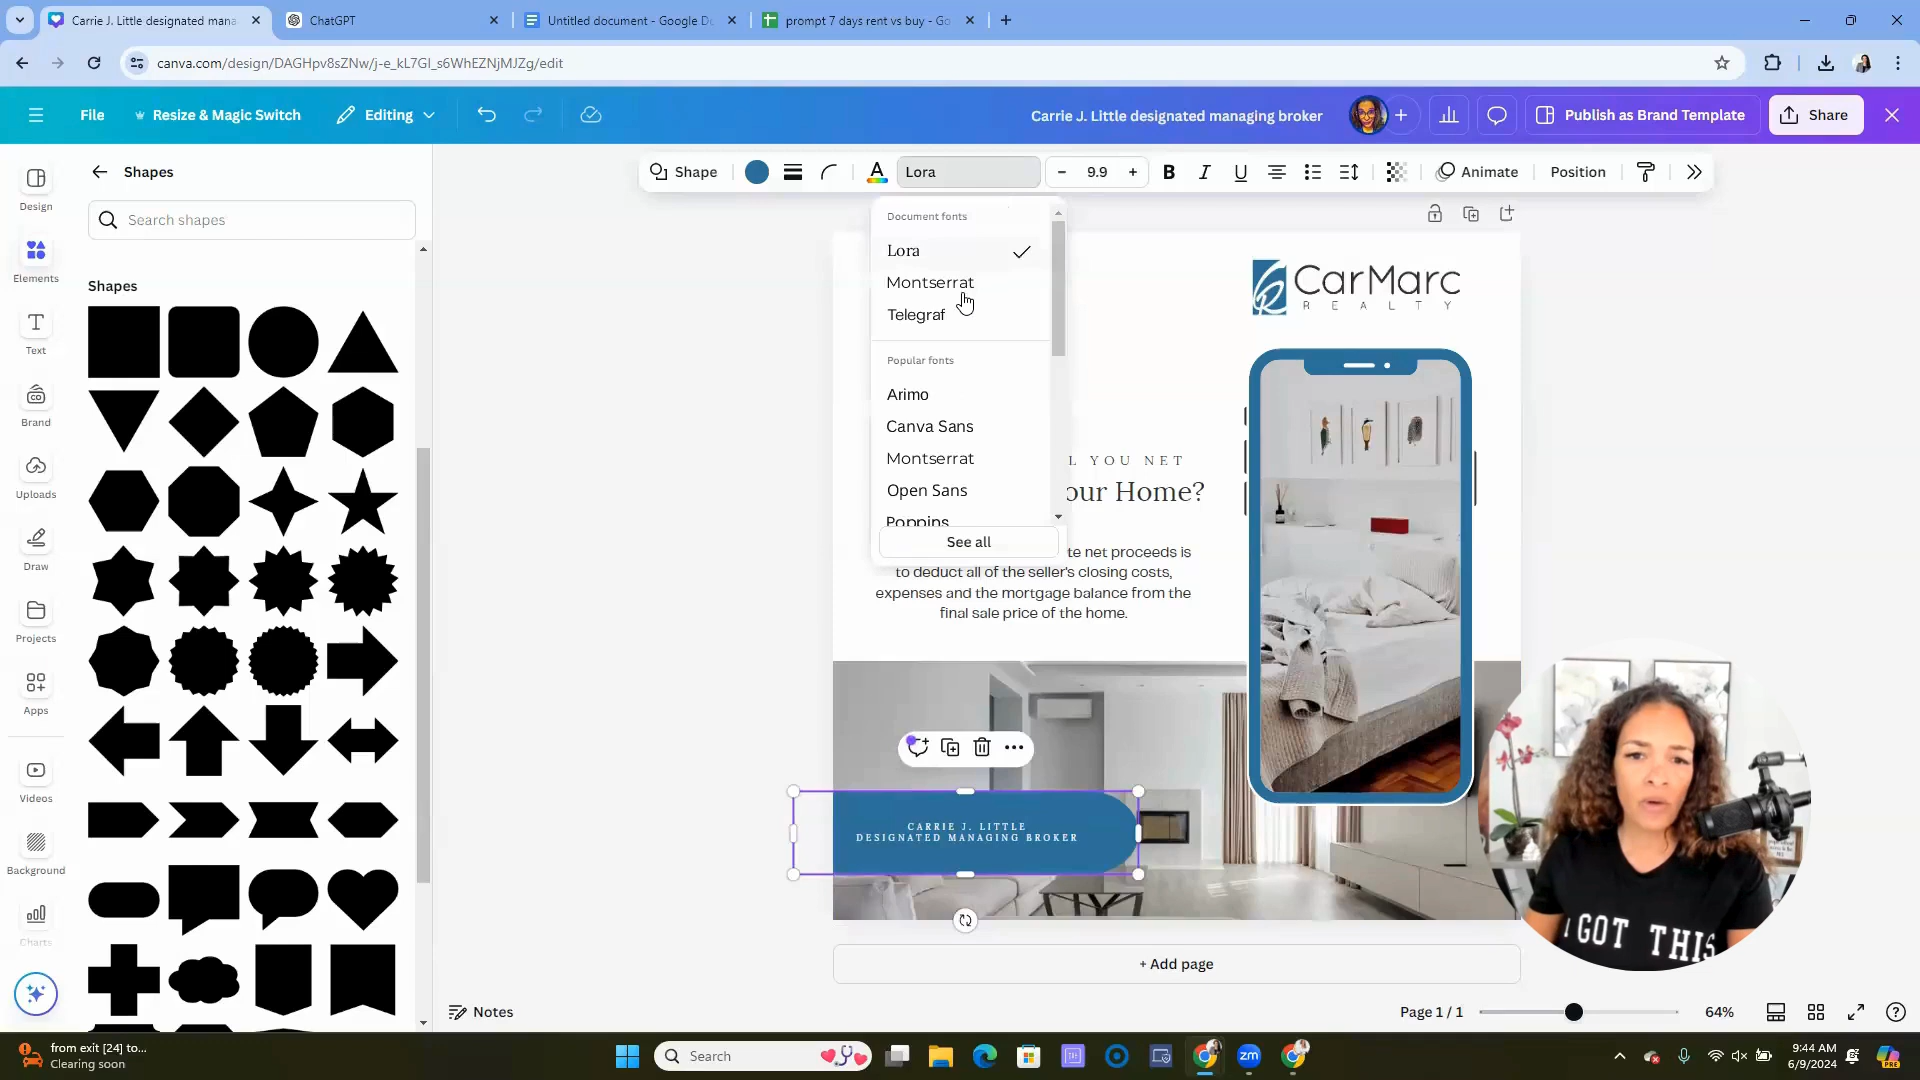 Carrie J. Little designated mana
ChatGPT
Untitled document - Google Do
prompt 7 days rent vs buy - Go
canva.com/design/DAGHpv8sZNw/j-e_kL7Gl_s6WhEZNjMJZg/edit
File
Resize & Magic Switch
Editing
Carrie J. Little designated managing broker
Publish as Brand Template
Share
Design
Elements
Text
Brand
Uploads
Draw
Projects
Apps
Videos
Background
Charts
Shapes
Search shapes
Shapes
Shape
A
Lora
- 9.9 +
B I U
Animate
Position
Document fonts
Lora
Montserrat
Telegraf
Popular fonts
Arimo
Canva Sans
Montserrat
Open Sans
Poppins
See all
CarMarc
REALTY
L YOU NET
our Home?
te net proceeds is
to deduct all of the seller's closing costs,
expenses and the mortgage balance from the
final sale price of the home.
CARRIE J. LITTLE
DESIGNATED MANAGING BROKER
I GOT THIS
+ Add page
Notes
Page 1 / 1
64%
from exit [24] to...
Clearing soon
Search
zm
9:44 AM
6/9/2024
PRE